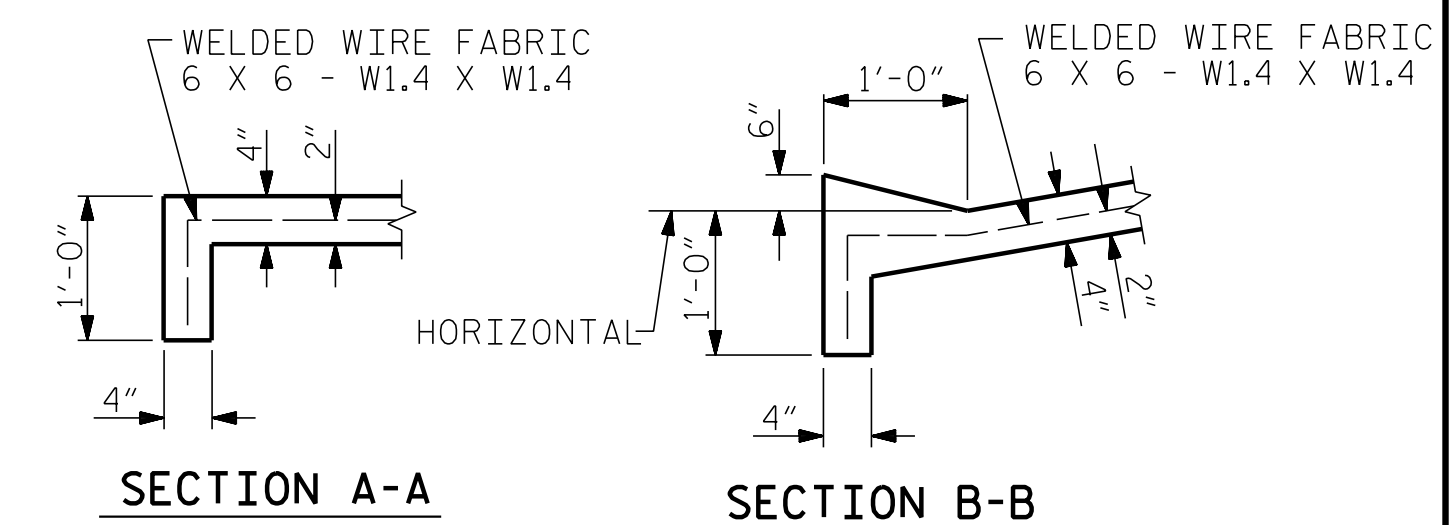 WELDED WIRE FABRIC
6 X 6 - W1.4 X W1.4
4"
2"
1'-0"
4"
SECTION A-A
WELDED WIRE FABRIC
6 X 6 - W1.4 X W1.4
1'-0"
6"
1'-0"
HORIZONTAL
4"
2"
4"
SECTION B-B